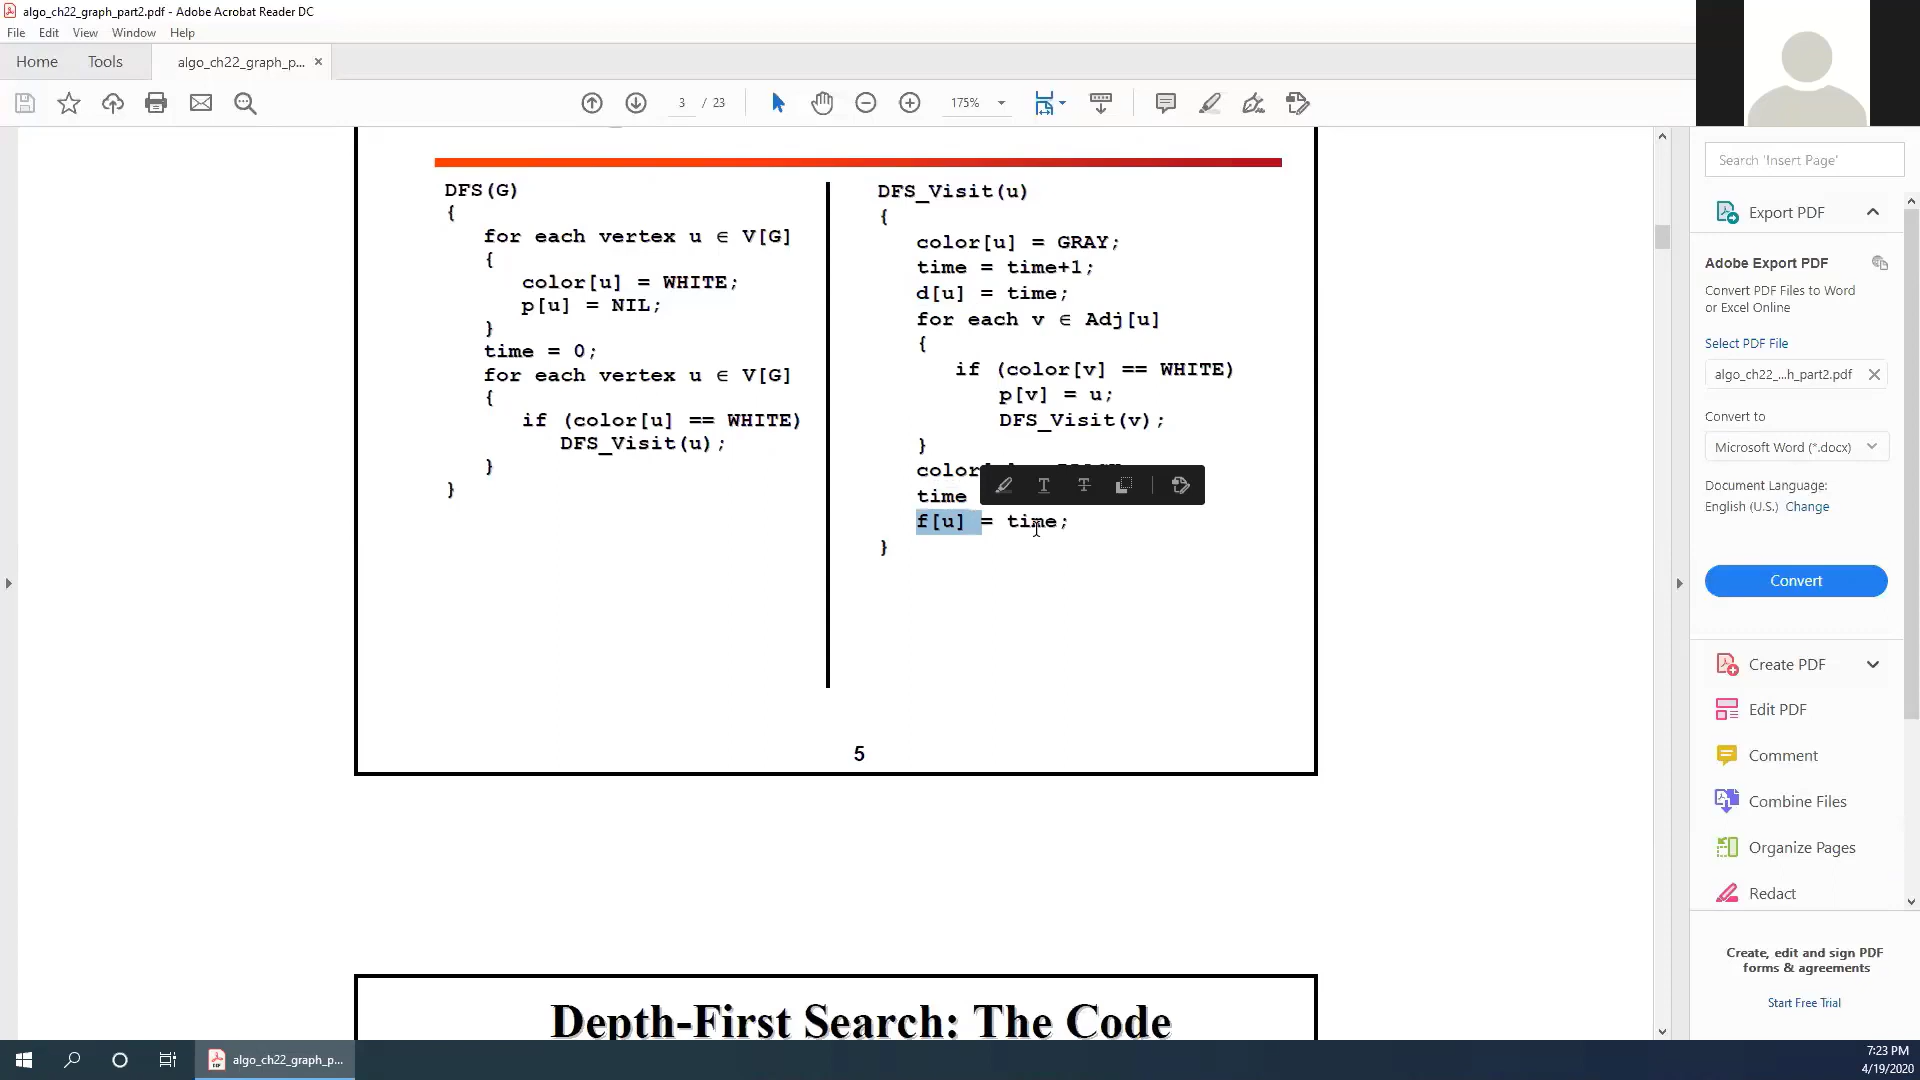 algo_ch22_graph_part2.pdf - Adobe Acrobat Reader DC
File Edit View Window Help
Home Tools algo_ch22_graph_p... ×
3 / 23 175%
DFS(G)
{
for each vertex u ∈ V[G]
{
color[u] = WHITE;
p[u] = NIL;
}
time = 0;
for each vertex u ∈ V[G]
{
if (color[u] == WHITE)
DFS_Visit(u);
}
}
DFS_Visit(u)
{
color[u] = GRAY;
time = time+1;
d[u] = time;
for each v ∈ Adj[u]
{
if (color[v] == WHITE)
p[v] = u;
DFS_Visit(v);
}
color
time
f[u] = time;
}
5
Depth-First Search: The Code
Search 'Insert Page'
Export PDF
Adobe Export PDF
Convert PDF Files to Word
or Excel Online
Select PDF File
algo_ch22_...h_part2.pdf
Convert to
Microsoft Word (*.docx)
Document Language:
English (U.S.) Change
Convert
Create PDF
Edit PDF
Comment
Combine Files
Organize Pages
Redact
Create, edit and sign PDF
forms & agreements
Start Free Trial
algo_ch22_graph_p...
7:23 PM
4/19/2020